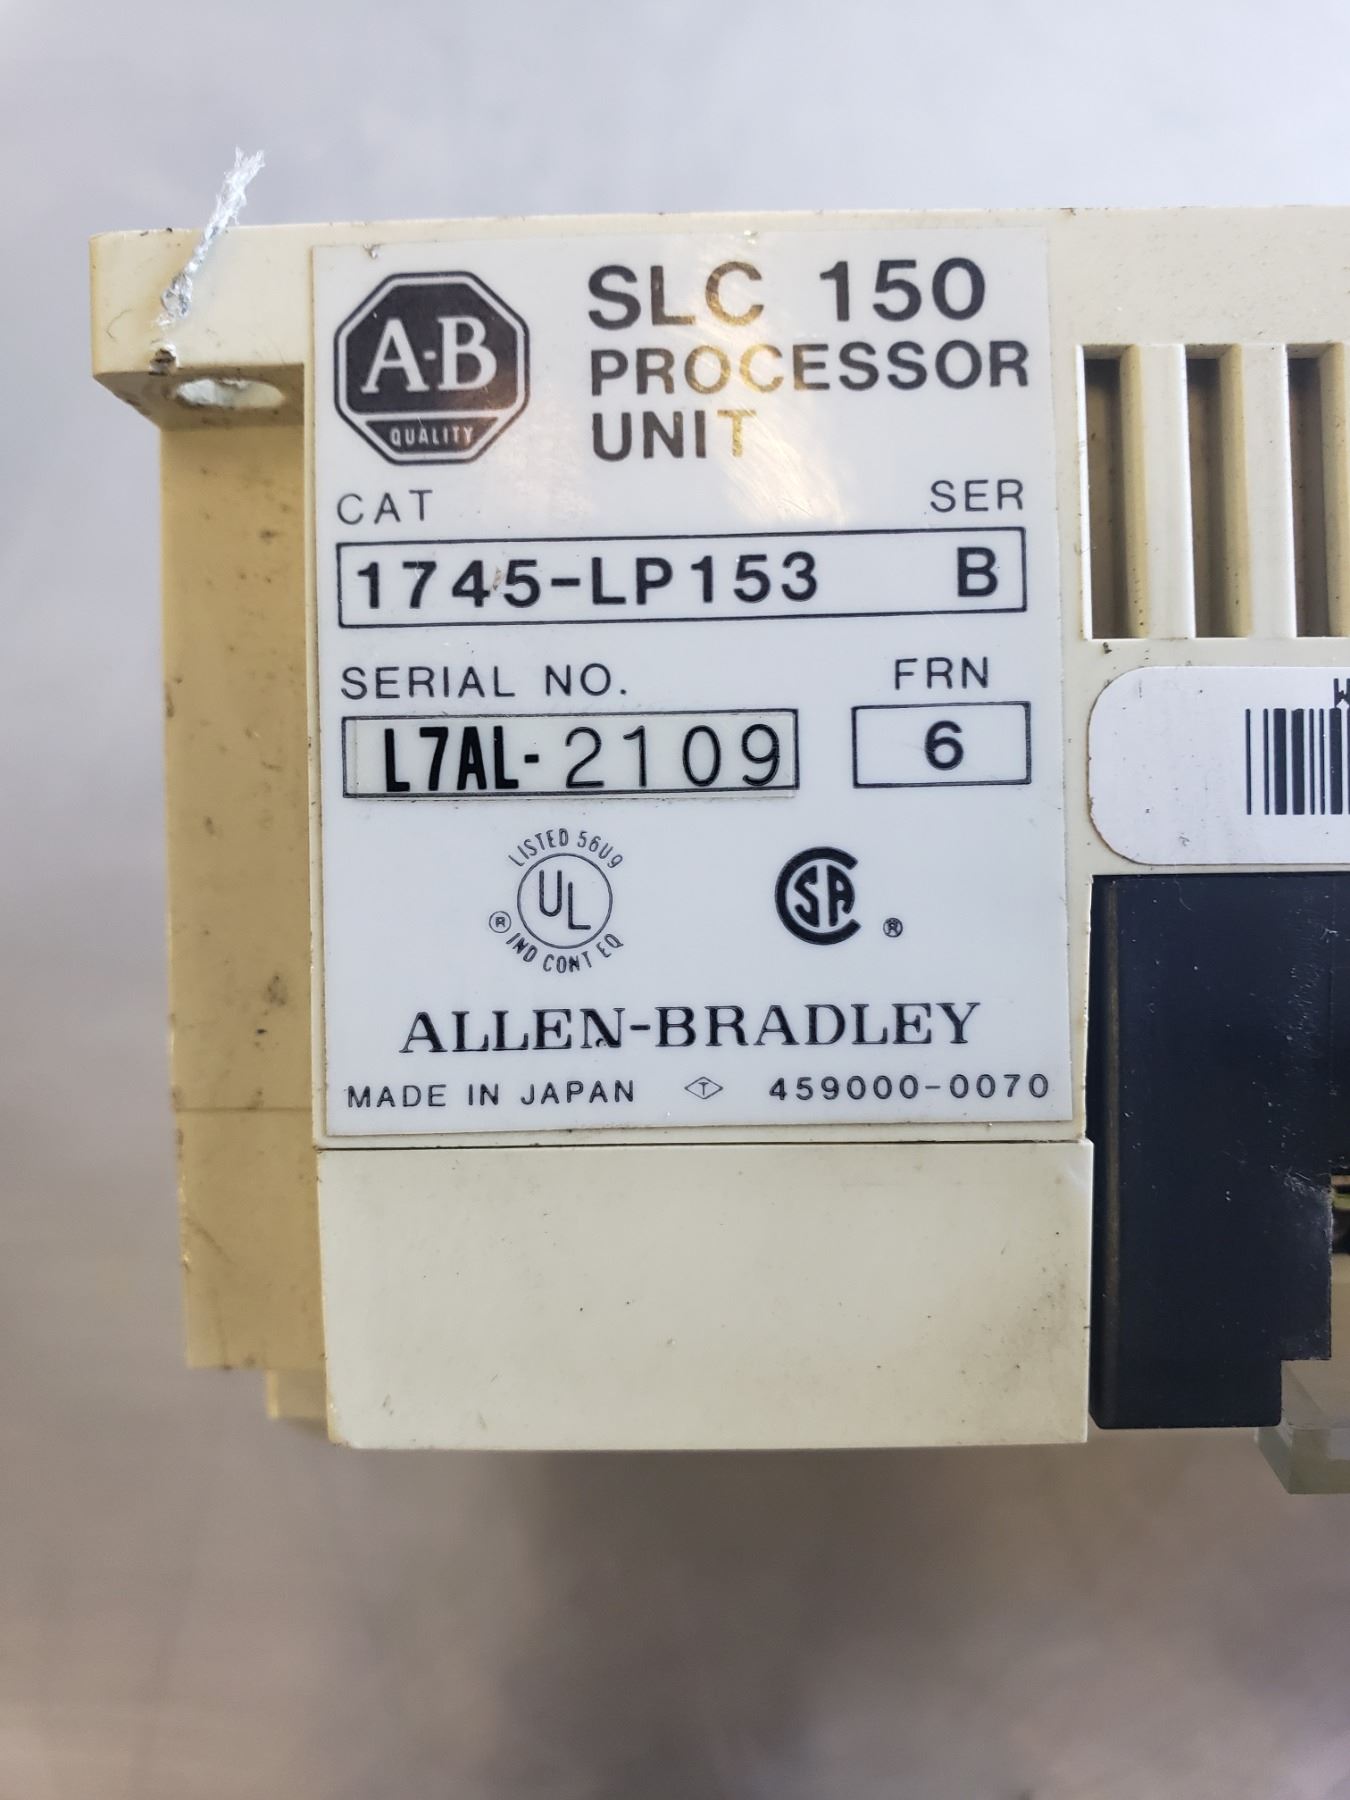 A-B
QUALITY
SLC 150
PROCESSOR
UNIT
CAT SER
1745-LP153 B
SERIAL NO. FRN
L7AL-2109 6
LISTED 56U9
UL
®
IND CONT EQ
CSA ®
ALLEN-BRADLEY
MADE IN JAPAN T 459000-0070